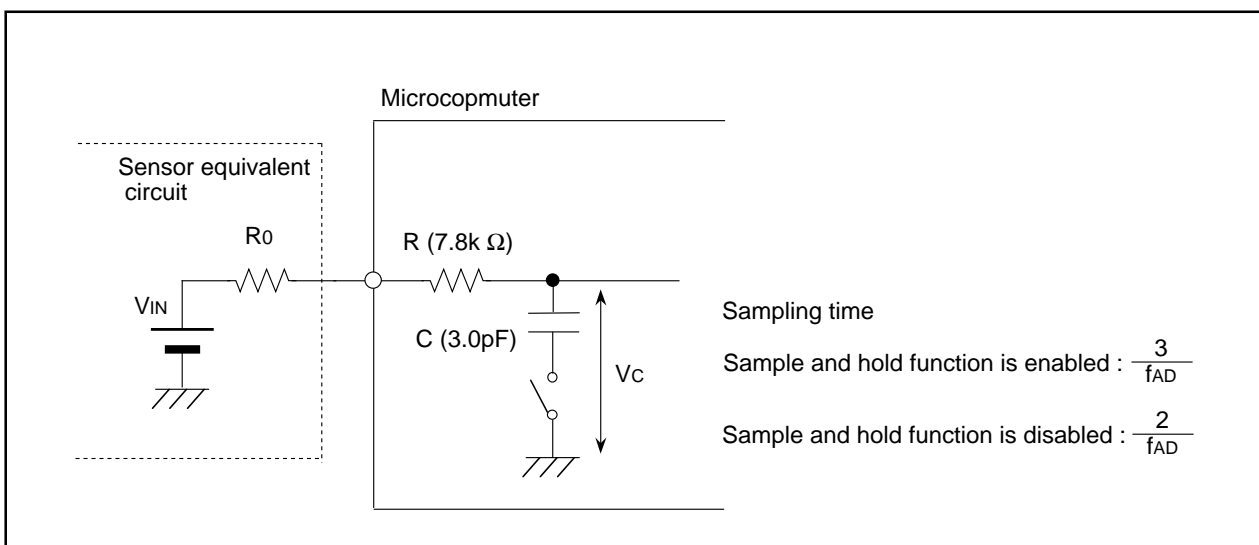 Microcopmuter
Sensor equivalent
circuit
R0
R (7.8k Ω)
VIN
C (3.0pF)
VC
Sampling time
Sample and hold function is enabled : 3/fAD
Sample and hold function is disabled : 2/fAD